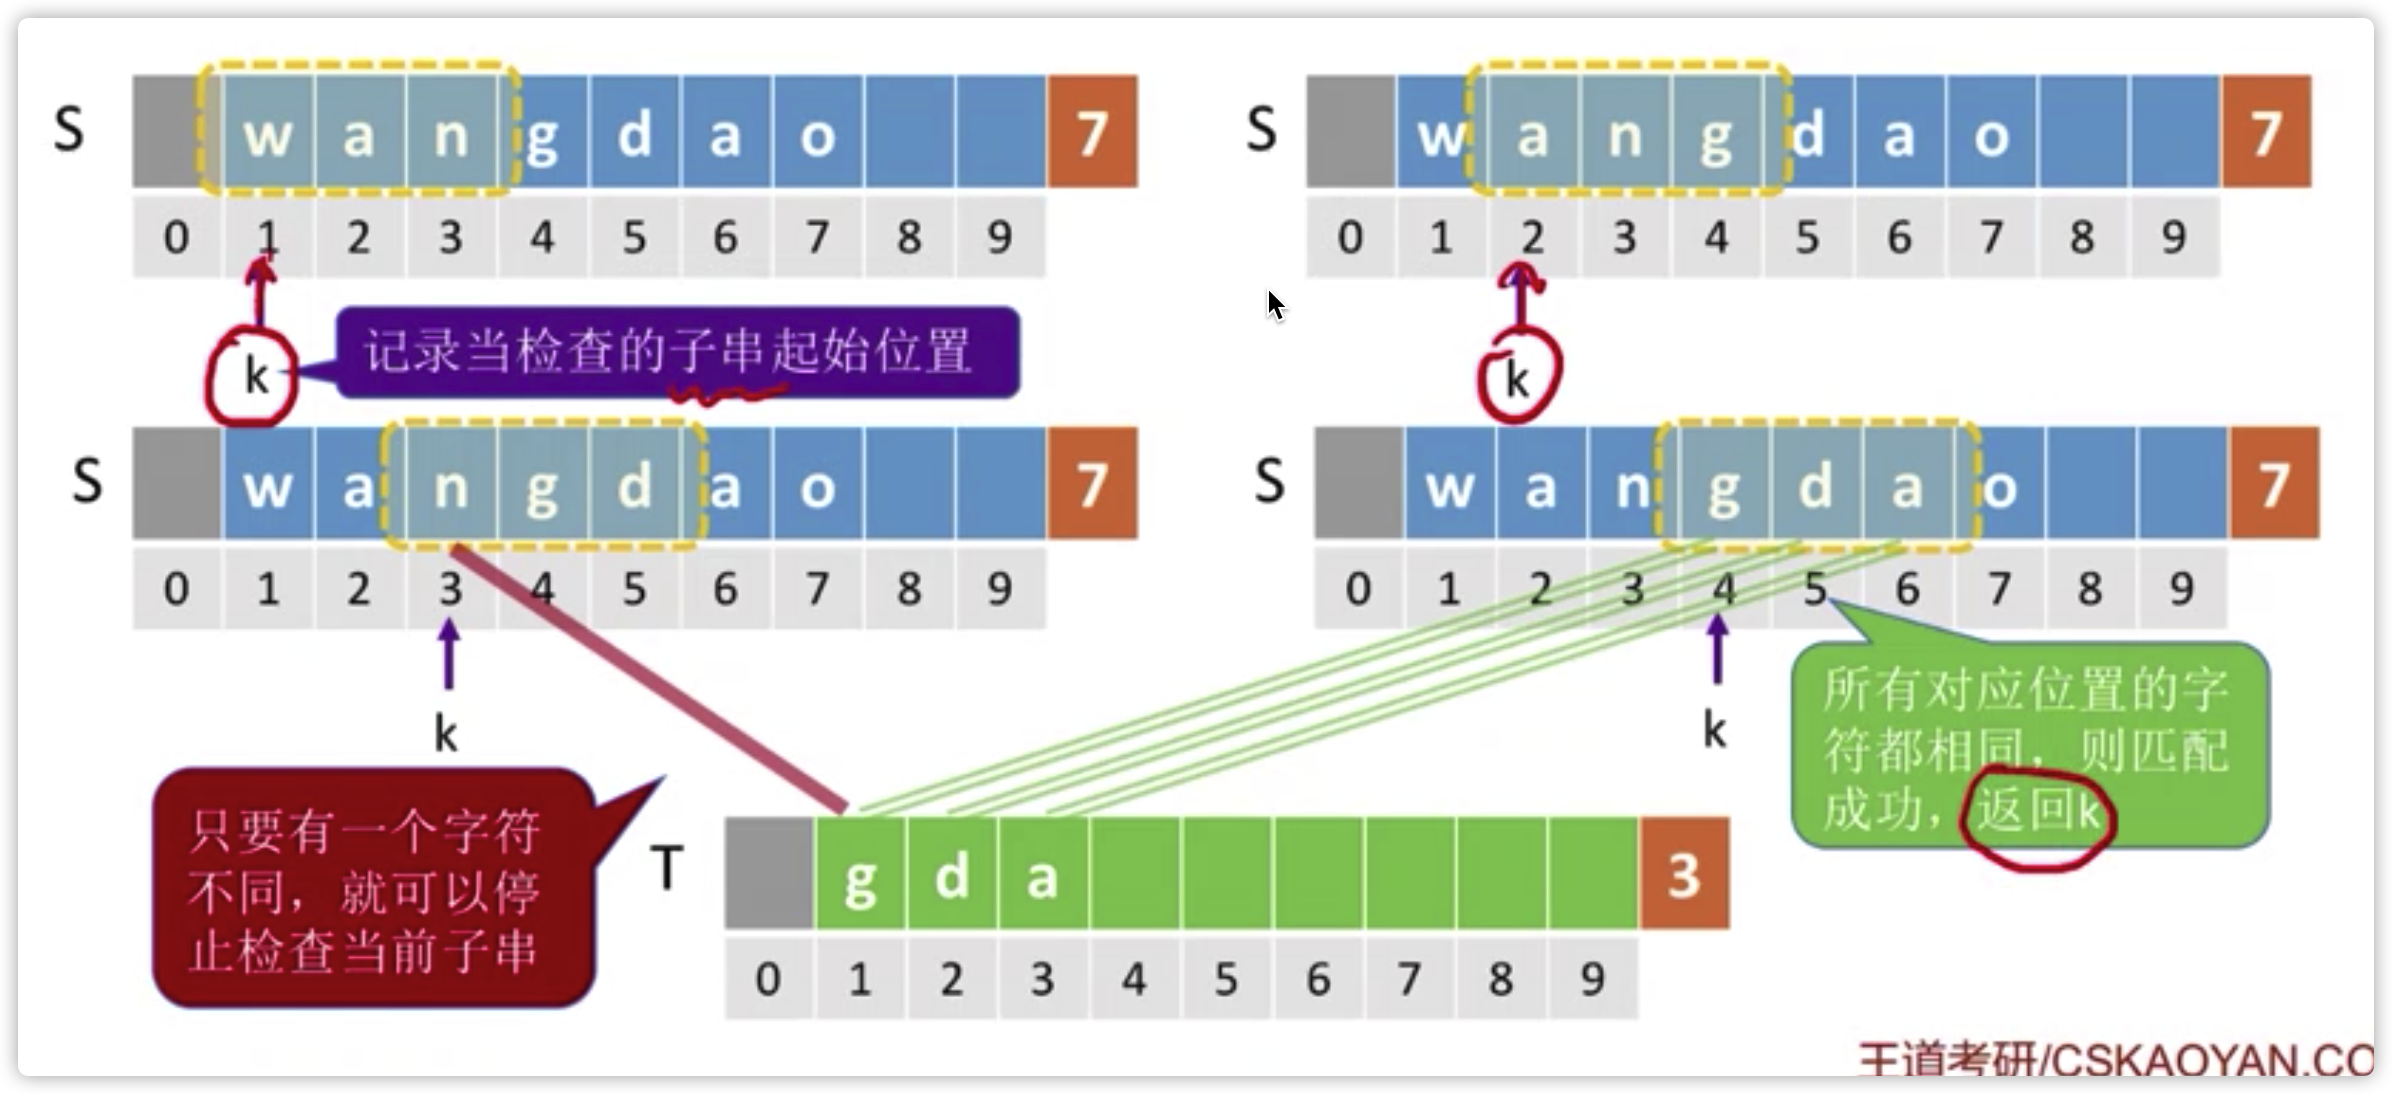 S w a n g d a o 7
0 1 2 3 4 5 6 7 8 9
k
记录当检查的子串起始位置
S w a n g d a o 7
0 1 2 3 4 5 6 7 8 9
k
S w a n g d a o 7
0 1 2 3 4 5 6 7 8 9
k
S w a n g d a o 7
0 1 2 3 4 5 6 7 8 9
k
所有对应位置的字
符都相同，则匹配
成功，返回k
只要有一个字符
不同，就可以停
止检查当前子串
T g d a 3
0 1 2 3 4 5 6 7 8 9
王道考研/CSKAOYAN.CO